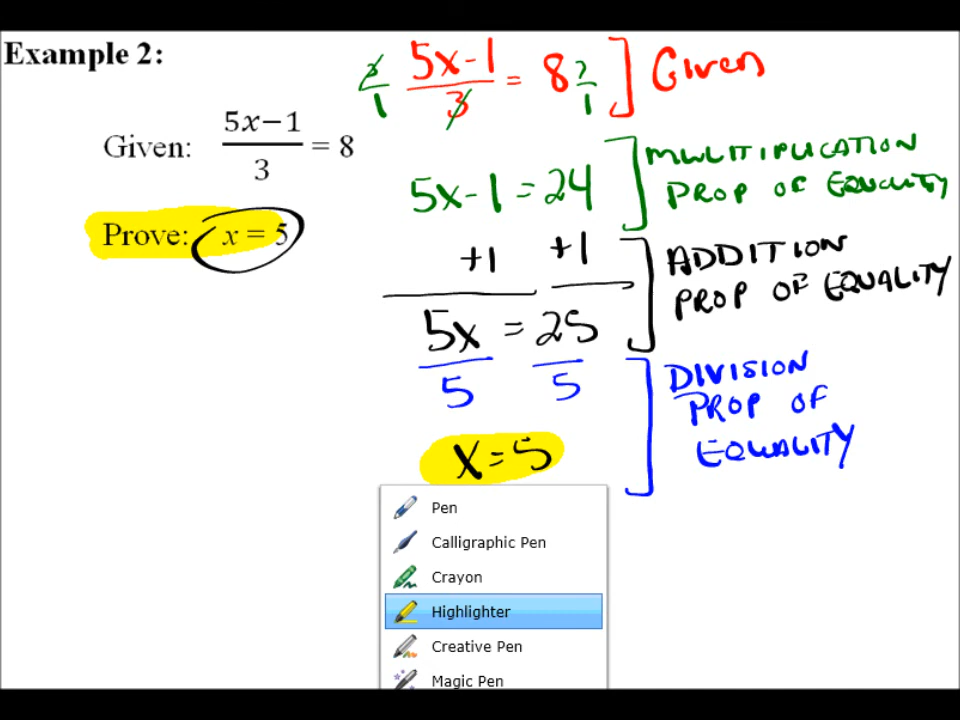 Example 2:
Given: 5x−1/3 = 8
Prove: x = 5
3/1 5x-1/3 = 8 3/1 ] Given
5x-1=24 ] MULTIPLICATION
PROP OF EQUALITY
+1 +1 ] ADDITION
PROP OF EQUALITY
5x = 25
5 5 ] DIVISION
PROP OF
EQUALITY
x=5
Pen
Calligraphic Pen
Crayon
Highlighter
Creative Pen
Magic Pen